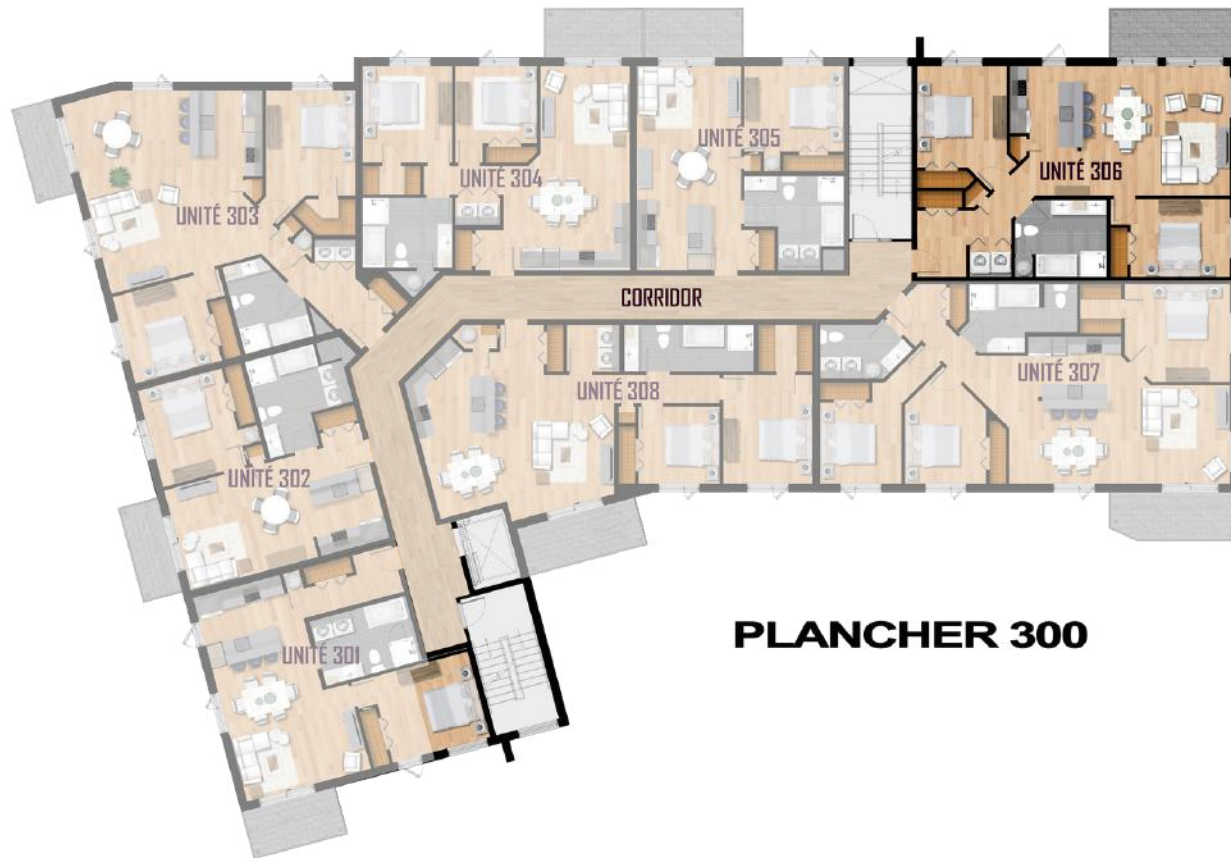 UNITÉ 305
UNITÉ 304
UNITÉ 306
UNITÉ 303
CORRIDOR
UNITÉ 307
UNITÉ 308
UNITÉ 302
PLANCHER 300
UNITÉ 301